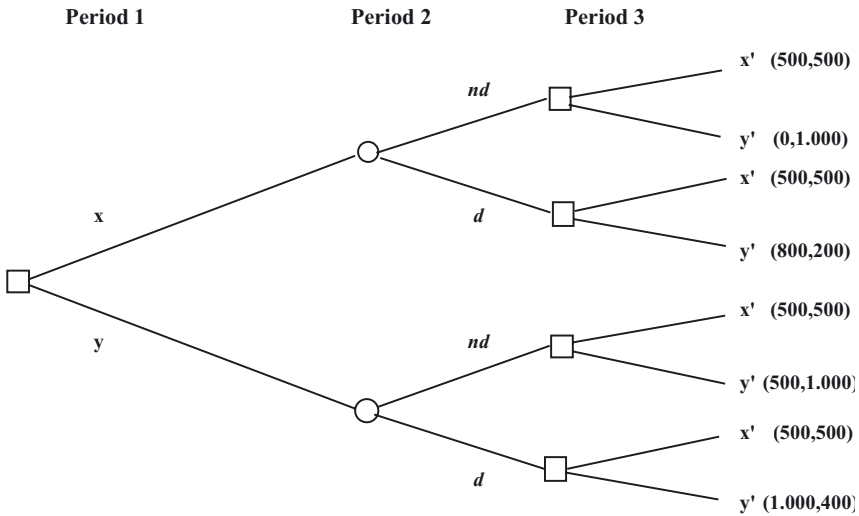 Period 1 Period 2 Period 3
x' (500,500)
nd
y' (0,1.000)
x' (500,500)
x
d
y' (800,200)
x' (500,500)
y
nd
y' (500,1.000)
x' (500,500)
d
y' (1.000,400)